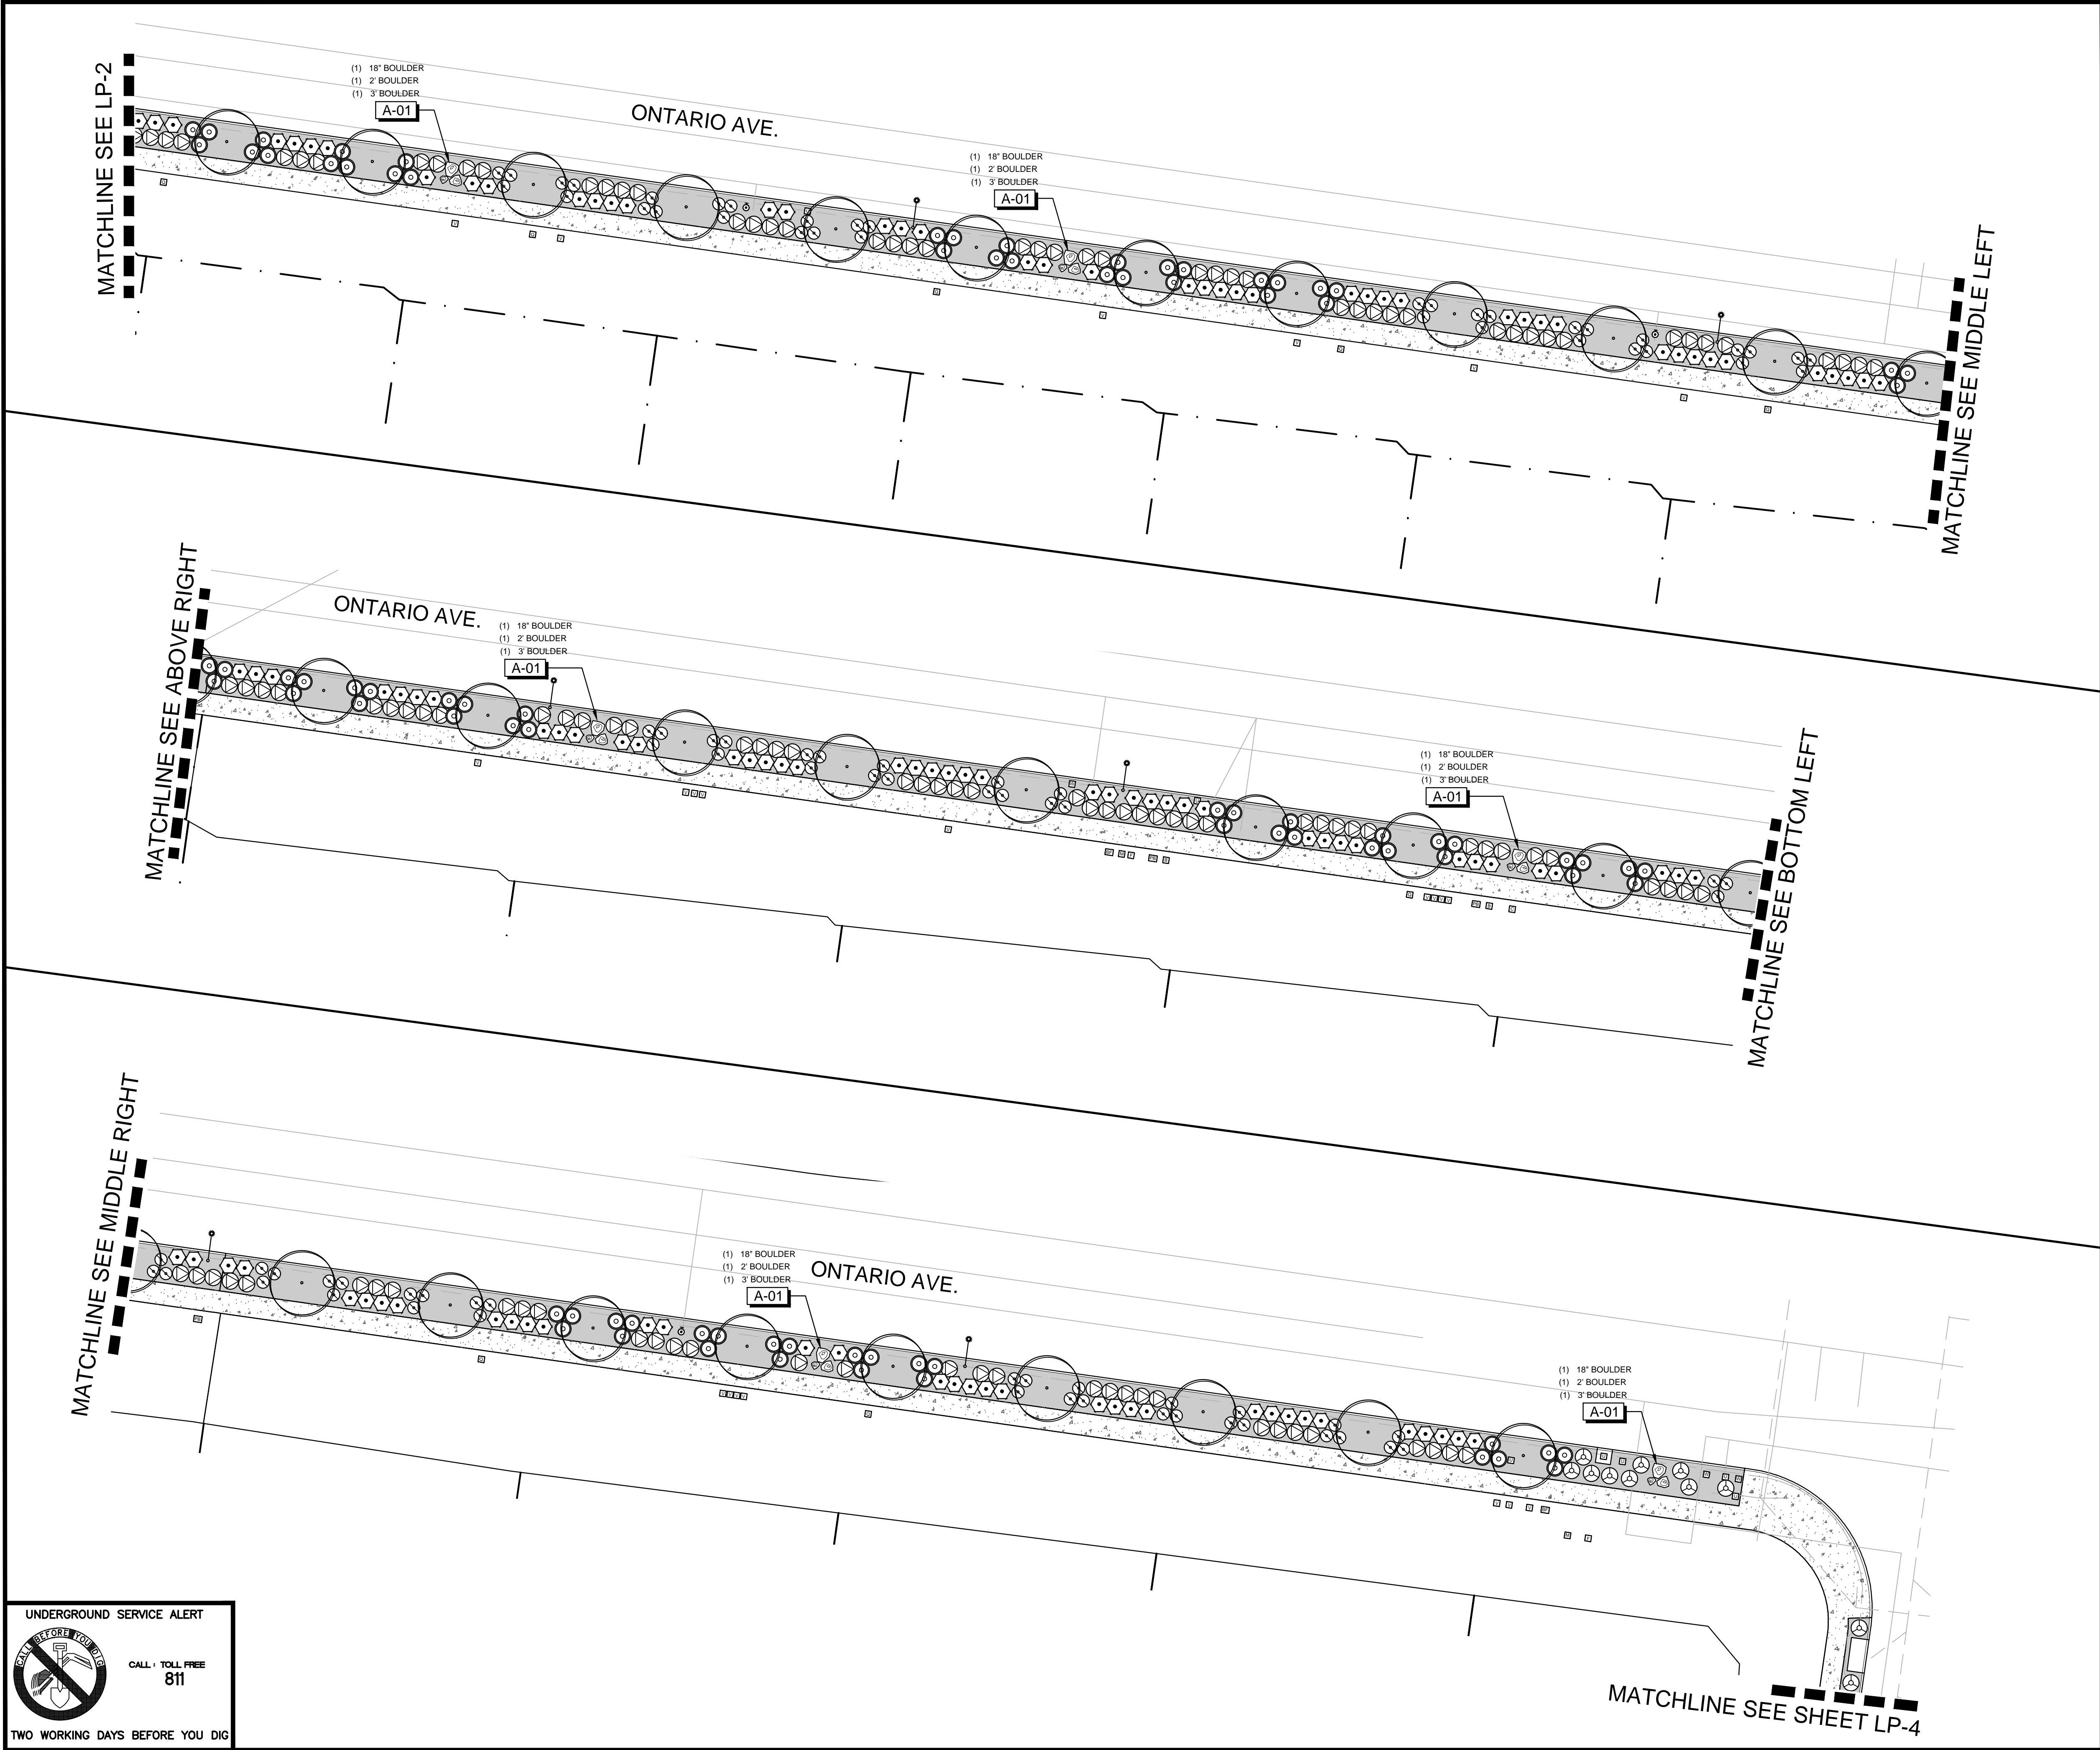 MATCHLINE SEE LP-2
(1) 18" BOULDER
(1) 2' BOULDER
(1) 3' BOULDER
A-01
ONTARIO AVE.
(1) 18" BOULDER
(1) 2' BOULDER
(1) 3' BOULDER
A-01
MATCHLINE SEE MIDDLE LEFT
MATCHLINE SEE ABOVE RIGHT
ONTARIO AVE.
(1) 18" BOULDER
(1) 2' BOULDER
(1) 3' BOULDER
A-01
(1) 18" BOULDER
(1) 2' BOULDER
(1) 3' BOULDER
A-01
MATCHLINE SEE BOTTOM LEFT
MATCHLINE SEE MIDDLE RIGHT
(1) 18" BOULDER
(1) 2' BOULDER
(1) 3' BOULDER
A-01
ONTARIO AVE.
(1) 18" BOULDER
(1) 2' BOULDER
(1) 3' BOULDER
A-01
MATCHLINE SEE SHEET LP-4
UNDERGROUND SERVICE ALERT
CALL BEFORE YOU DIG
CALL: TOLL FREE
811
TWO WORKING DAYS BEFORE YOU DIG